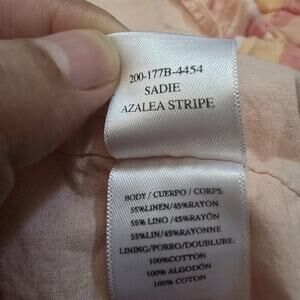 200-177B-4454
SADIE
AZALEA STRIPE
BODY / CUERPO / CORPS:
55%LINEN/45%RAYON
55% LINO /45%RAYON
55%LIN/45%RAYONNE
LINING/FORRO/DOUBLURE:
100%COTTON
100% ALGODÓN
100% COTON